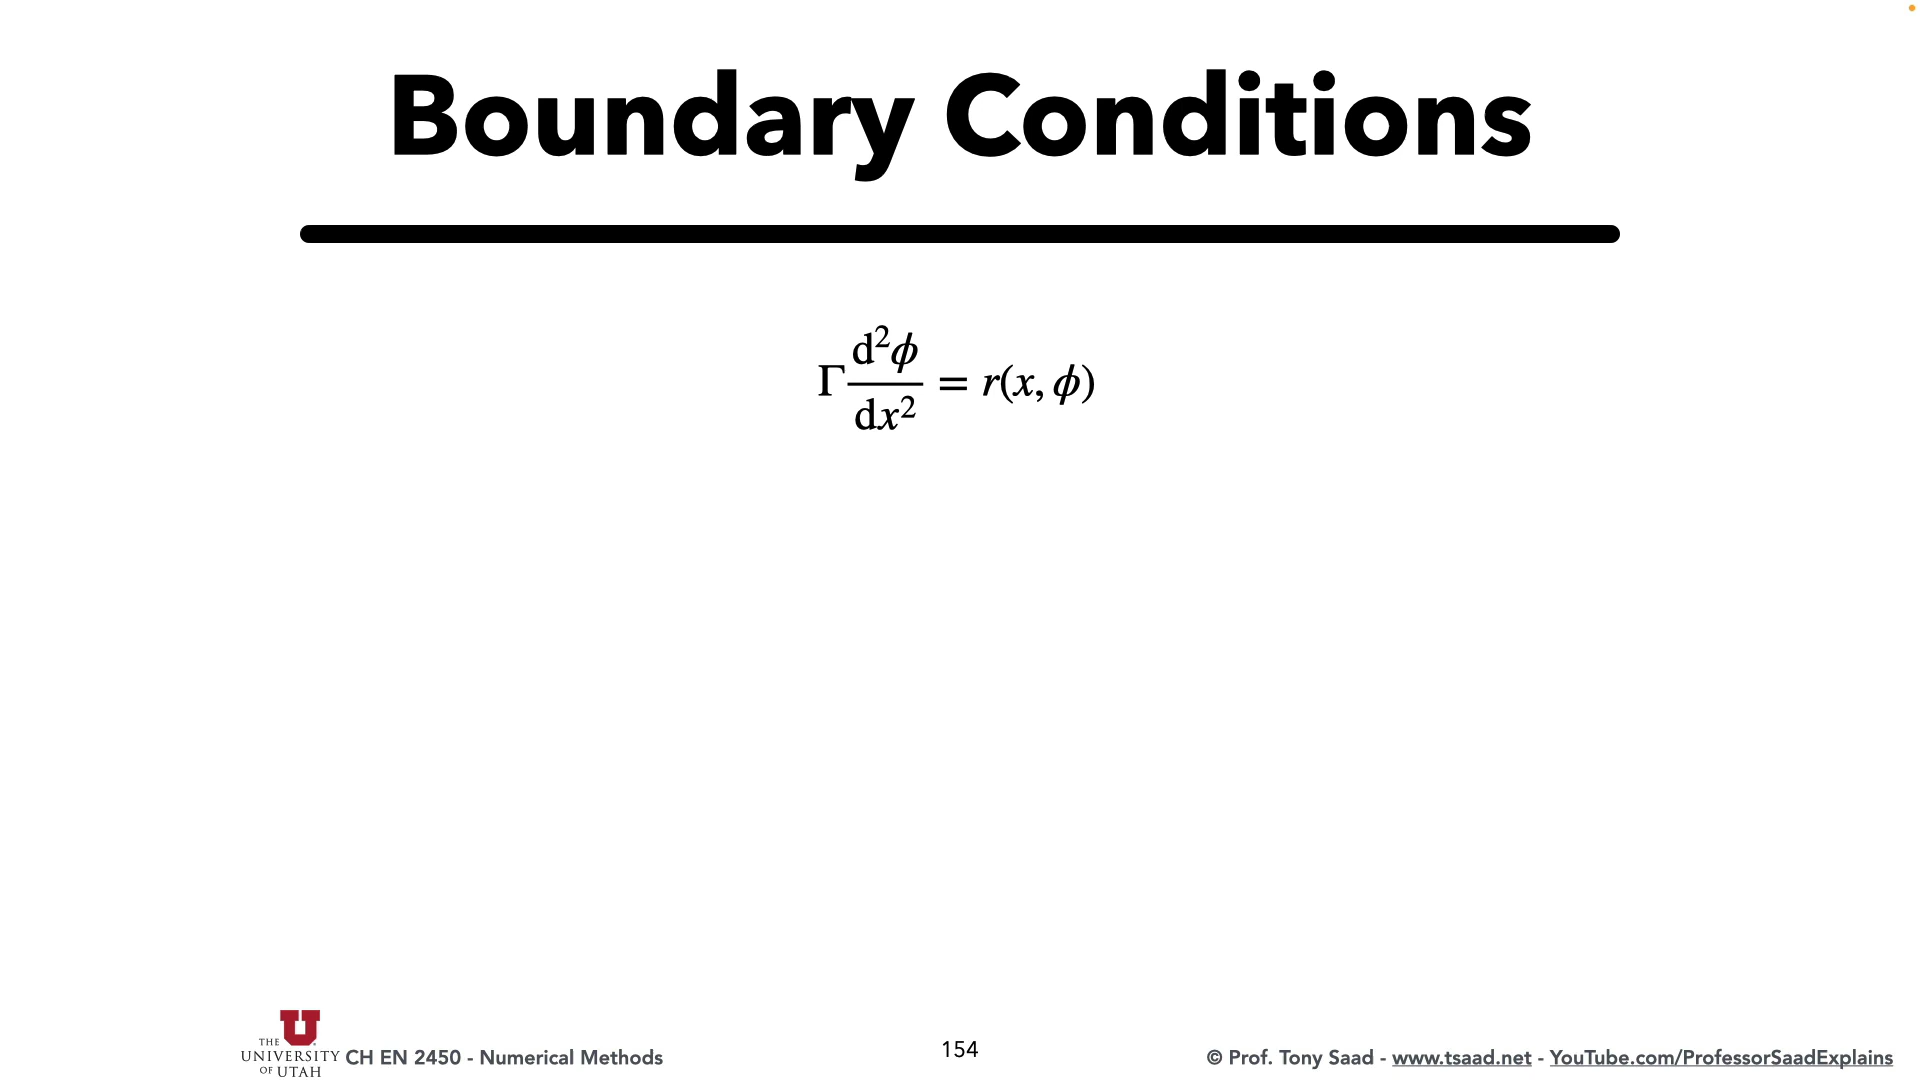 Boundary Conditions
Γ d²ϕ/dx² = r(x, ϕ)
THE
UNIVERSITY
OF UTAH
CH EN 2450 - Numerical Methods
154
© Prof. Tony Saad - www.tsaad.net - YouTube.com/ProfessorSaadExplains